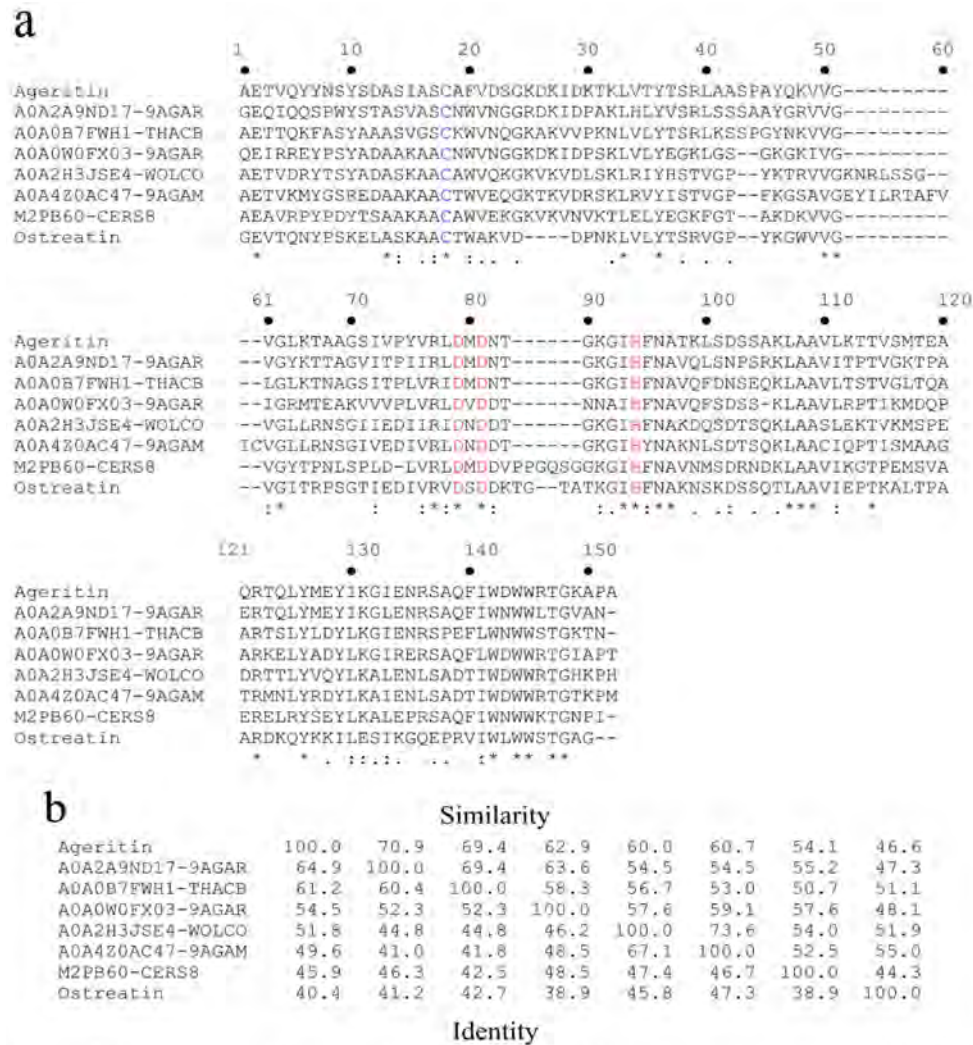 a
1 10 20 30 40 50 60
Ageritin AETVQYYNSYSDASIASCAFVDSGKDKIDKTKLVTYTSRLAASPAYQKVVG---------
A0A2A9ND17-9AGAR GEQIQQSPWYSTASVASCNWVNGGRDKIDPAKLHLYVSRLSSSAAYGRVVG---------
A0A0B7FWH1-THACB AETTQKFASYAAASVGSCKWVNQGKAKVVPKNLVLYTGRLKSSPGYNKVVG---------
A0A0W0FX03-9AGAR QEIRREYPSYADAAKAACNWVNGGKDKIDPSKLVLYEGKLGS--GKGKIVG---------
A0A2H3JSE4-WOLCO AETVDRYTSYADAAKAACAWVQKGKVKVDLSKLRIYHSTVGP--YKTRVVGKNRLSSG--
A0A4Z0AC47-9AGAM AETVKMYGSREDAAKAACTWVEQGKTKVDRSKLRVYISTVGP--FKGSAVGEYILRTAFV
M2PB60-CERS8 AEAVRPYPDYTSAAKAACAWVEKGKVKVNVKTLELYEGKFGT--AKDKVVG---------
Ostreatin GEVTQNYPSKELASKAACTWAKVD---DPNKLVLYTSRVGP--YKGWVVG---------
* *: .:* :. . :* * . . **
61 70 80 90 100 110 120
Ageritin --VGLKTAAGSIVPYVRLDMDNT------GKGIHFNATKLSDSSAKLAAVLKTTVSMTEA
A0A2A9ND17-9AGAR --VGYKTTAGVITPIIRLDMDNT------GKGIHFNAVQLSNPSRKLAAVITPTVGKTPA
A0A0B7FWH1-THACB --LGLKTNAGSITPLVRIDMDNT------GKGIHFNAVQFDNSEQKLAAVLTSTVGLTQA
A0A0W0FX03-9AGAR --IGRMTEAKVVVPLVRLDVDDT------NNAIHFNAVQFSDSS-KLAAVLRPTIKMDQP
A0A2H3JSE4-WOLCO --VGLLRNSGIIEDIIRIDNDDT------GKGIHFNAAKDQSDTSQKLASLEKTVKMSPE
A0A4Z0AC47-9AGAM ICVGLLRNSGIVEDIVRLDNDDT------GKGIHYNAKNLSDTSQKLAACIQPTISMAAG
M2PB60-CERS8 --VGYTPNLSPLD-LVRLDMDDVPPGQSGGKGIHFNAVNMSDRNDKLAAVIKGTPEMSVA
Ostreatin --VGITRPSGTIEDIVRVDSDDKTG--TATKGIHFNAKNSKDSSQTLAAVIEPTKALTPA
:* : :*:* *: :.:**:** . .: ***: *
121 130 140 150
Ageritin QRTQLYMEYIKGIENRSAQFIWDWWRTGKAPA
A0A2A9ND17-9AGAR ERTQLYMEYLKGIENRSAQFIWNWWLTGVAN-
A0A0B7FWH1-THACB ARTSLYLDYLKGIENRSPEFLWNWWSTGKTN-
A0A0W0FX03-9AGAR ARKELYADYLKGIRERSAQFLWDWWRTGIAPT
A0A2H3JSE4-WOLCO DRTTLYVQYLKALENLSADTIWDWWRTGHKPH
A0A4Z0AC47-9AGAM TRMNLYRDYLKAIENRSADTIWDWWRTGTKPM
M2PB60-CERS8 ERELRYSEYLKALEPRSAQFIWNWWKTGNPI-
Ostreatin ARDKQYKKILESIKGQEPRVIWLWWSTGAG--
* * . ::.:. .. :* ** **
b
Similarity
Ageritin 100.0 70.9 69.4 62.9 60.0 60.7 54.1 46.6
A0A2A9ND17-9AGAR 64.9 100.0 69.4 63.6 54.5 54.5 55.2 47.3
A0A0B7FWH1-THACB 61.2 60.4 100.0 58.3 56.7 53.0 50.7 51.1
A0A0W0FX03-9AGAR 54.5 52.3 52.3 100.0 57.6 59.1 57.6 48.1
A0A2H3JSE4-WOLCO 51.8 44.8 44.8 46.2 100.0 73.6 54.0 51.9
A0A4Z0AC47-9AGAM 49.6 41.0 41.8 48.5 67.1 100.0 52.5 55.0
M2PB60-CERS8 45.9 46.3 42.5 48.5 47.4 46.7 100.0 44.3
Ostreatin 40.4 41.2 42.7 38.9 45.8 47.3 38.9 100.0
Identity